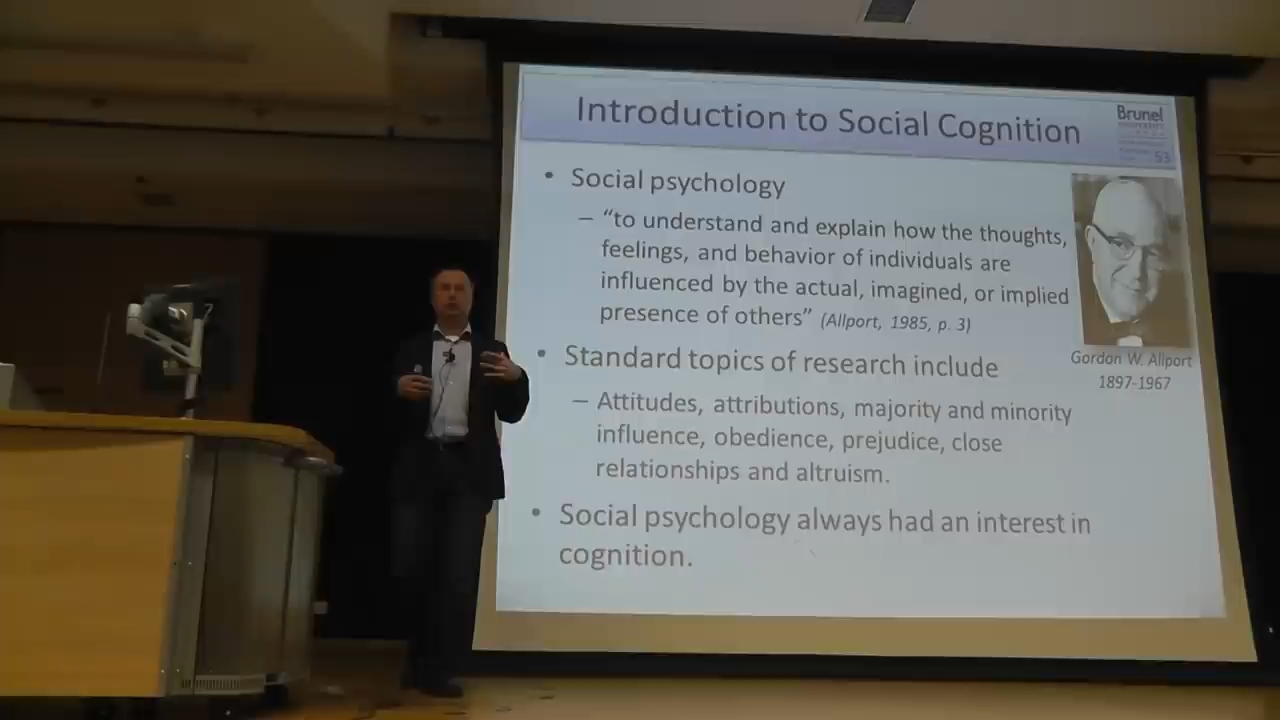 Introduction to Social Cognition
Brunel
UNIVERSITY
53
• Social psychology
– “to understand and explain how the thoughts,
feelings, and behavior of individuals are
influenced by the actual, imagined, or implied
presence of others” (Allport, 1985, p. 3)
Gordon W. Allport
1897-1967
• Standard topics of research include
– Attitudes, attributions, majority and minority
influence, obedience, prejudice, close
relationships and altruism.
• Social psychology always had an interest in
cognition.